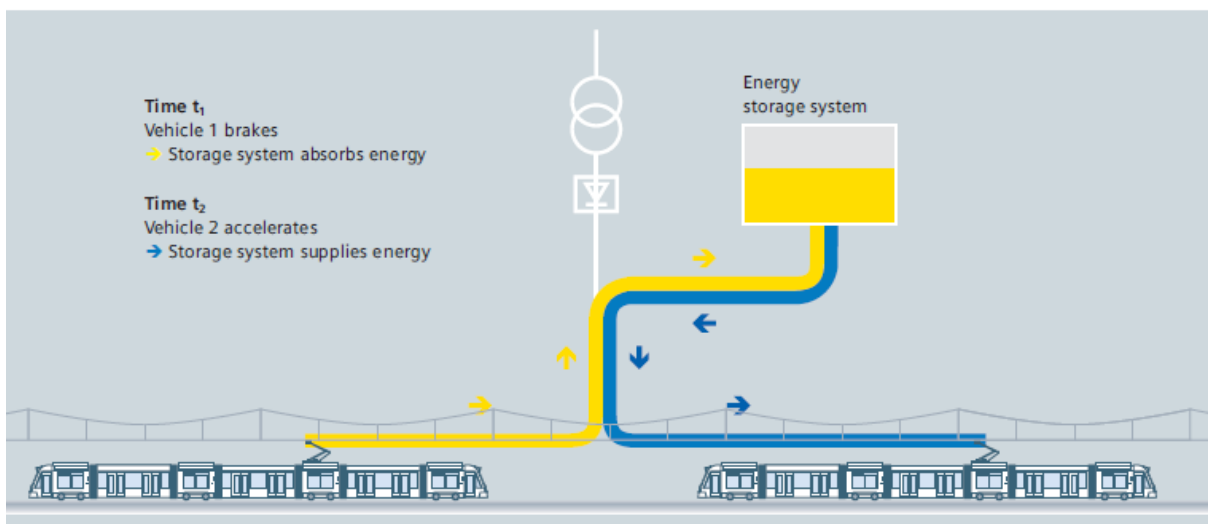 Time t₁
Vehicle 1 brakes
→ Storage system absorbs energy
Time t₂
Vehicle 2 accelerates
→ Storage system supplies energy
Energy
storage system